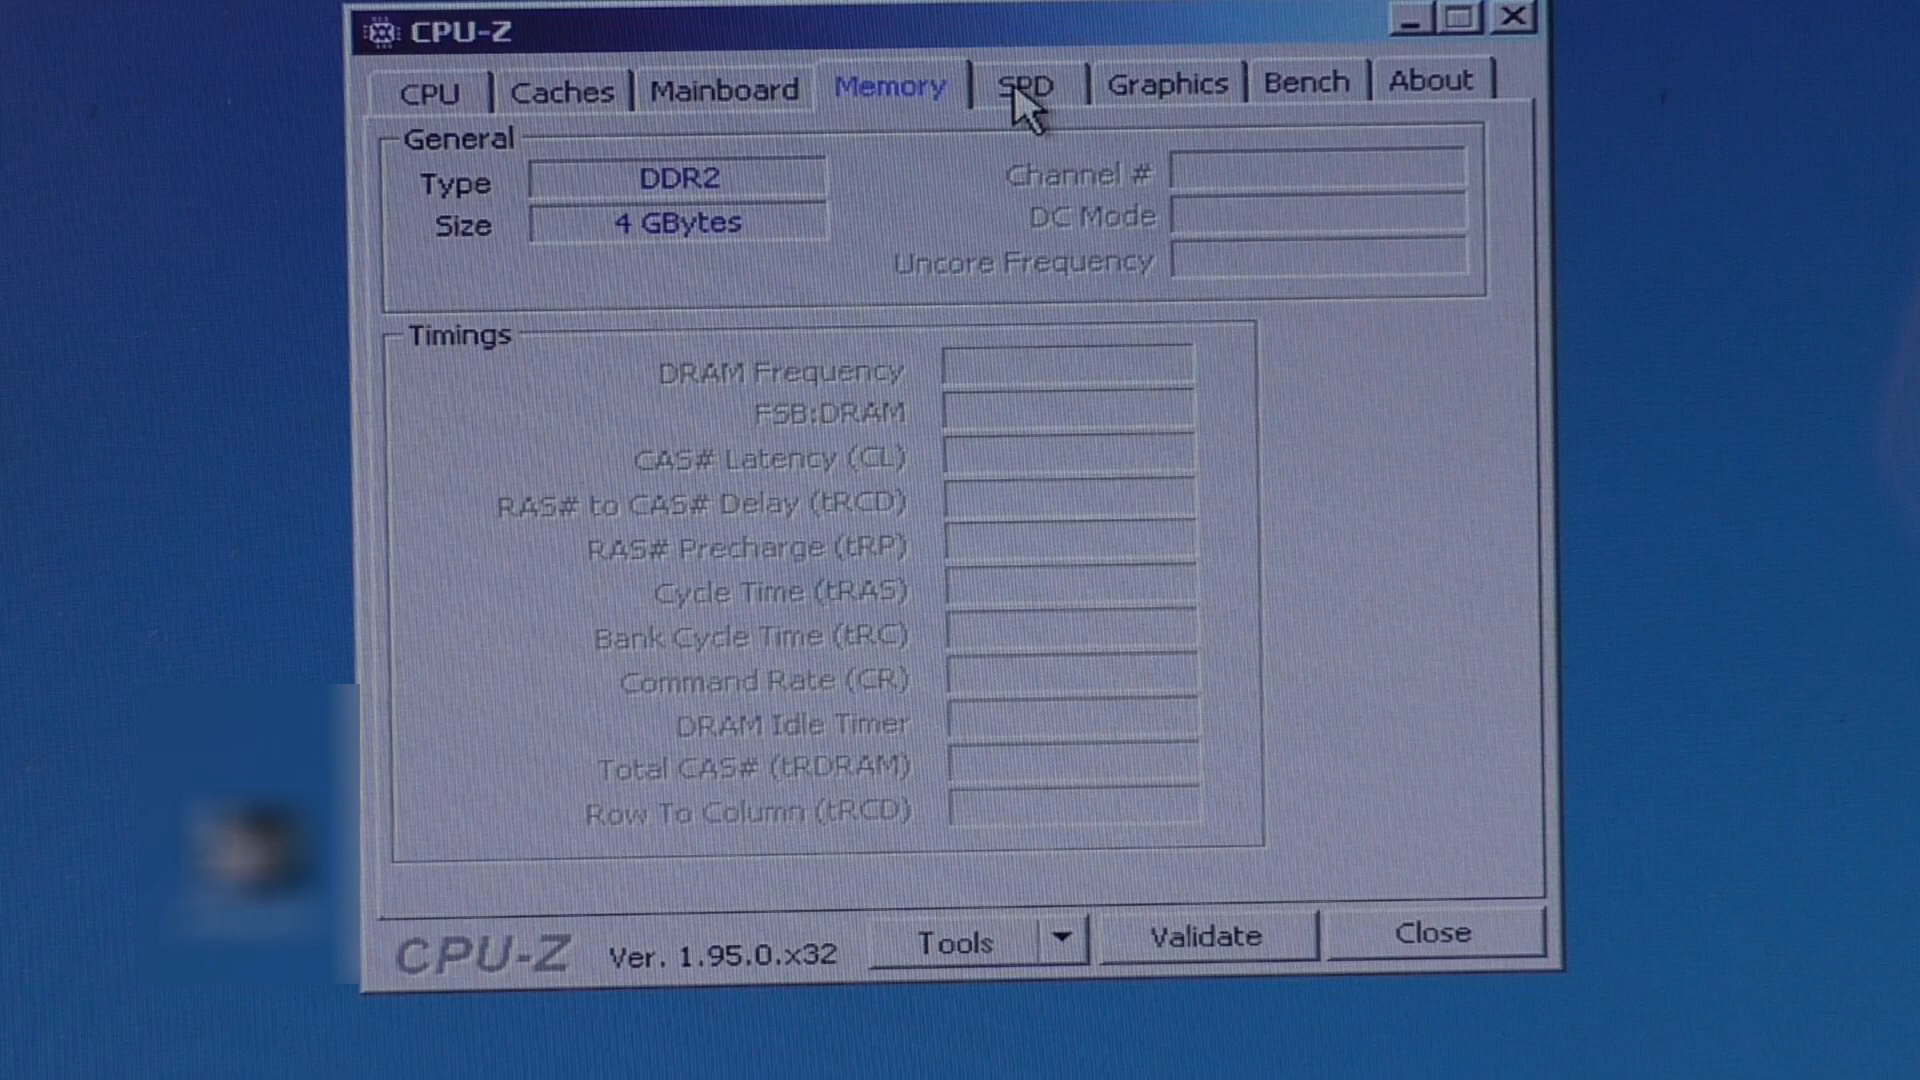 CPU-Z
CPU Caches Mainboard Memory SPD Graphics Bench About
General
Type DDR2 Channel #
Size 4 GBytes DC Mode
Uncore Frequency
Timings
DRAM Frequency
FSB:DRAM
CAS# Latency (CL)
RAS# to CAS# Delay (tRCD)
RAS# Precharge (tRP)
Cycle Time (tRAS)
Bank Cycle Time (tRC)
Command Rate (CR)
DRAM Idle Timer
Total CAS# (tRDRAM)
Row To Column (tRCD)
CPU-Z Ver. 1.95.0.x32 Tools Validate Close